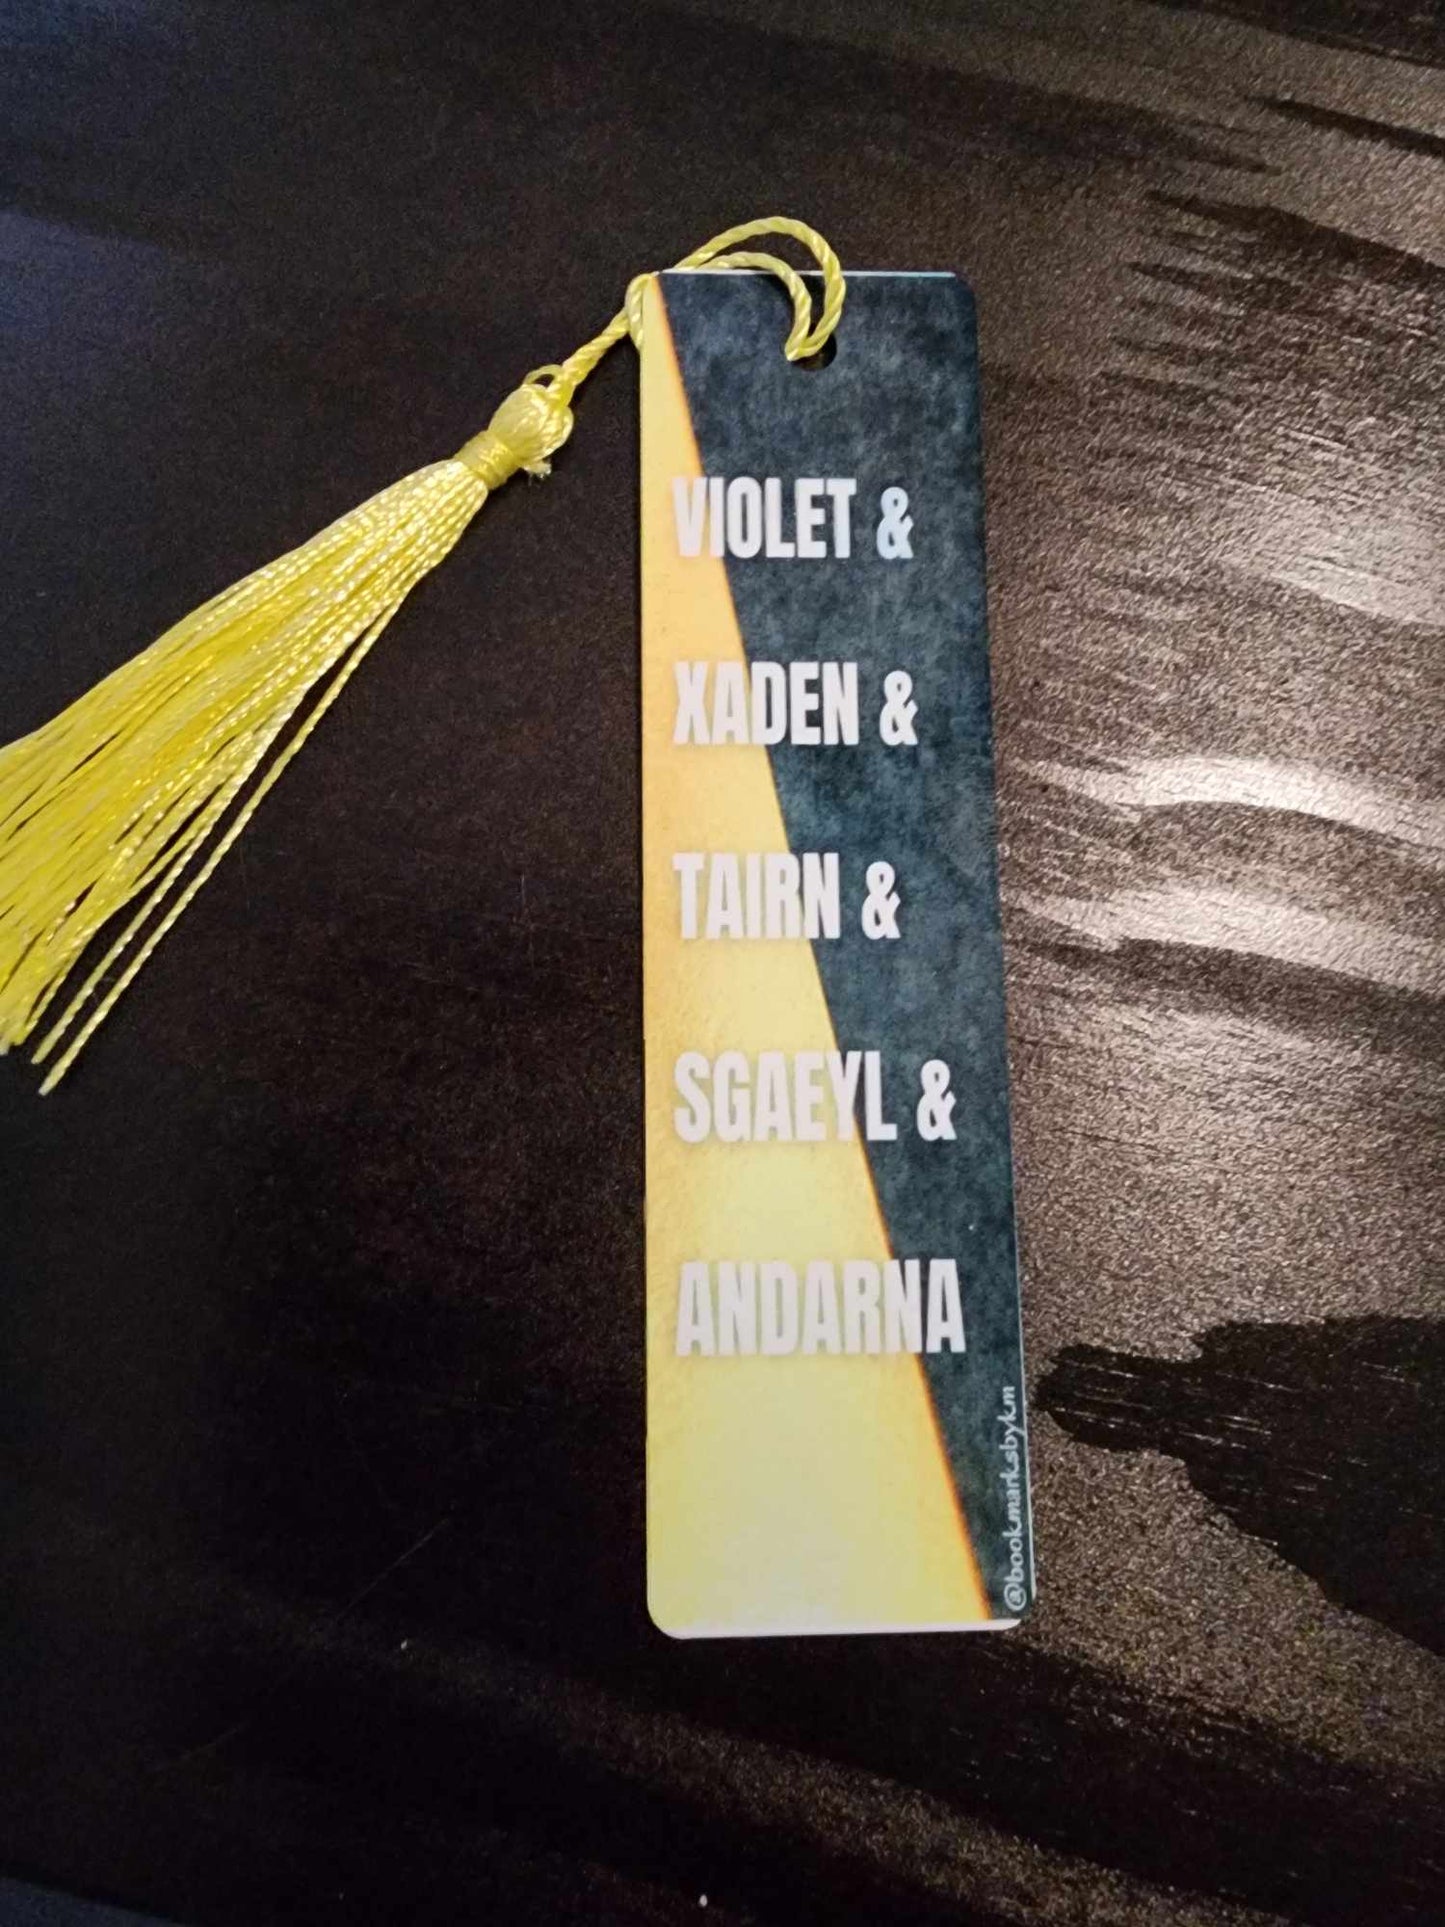 VIOLET &
XADEN &
TAIRN &
SGAEYL &
ANDARNA
@bookmarksbykm